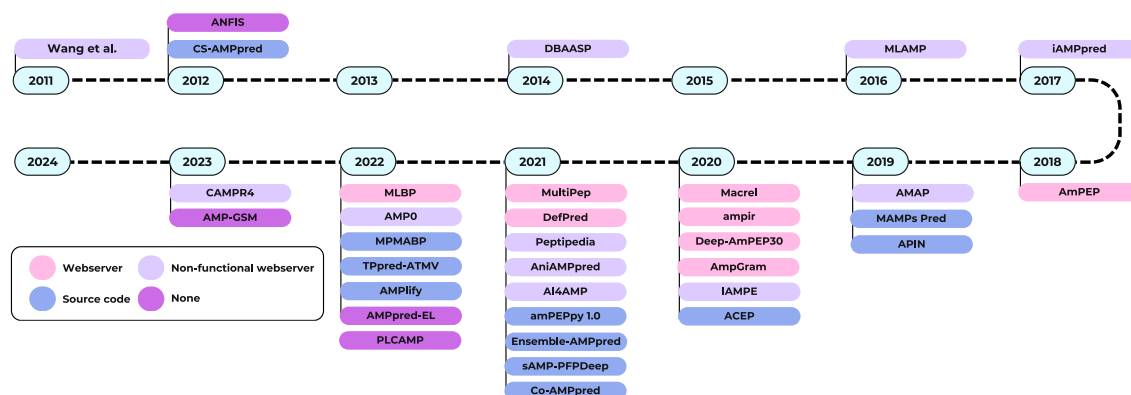 ANFIS
Wang et al.
CS-AMPpred
DBAASP
MLAMP
iAMPpred
2011
2012
2013
2014
2015
2016
2017
2024
2023
2022
2021
2020
2019
2018
CAMPR4
AMP-GSM
MLBP
AMP0
MPMABP
TPpred-ATMV
AMPlify
AMPpred-EL
PLCAMP
MultiPep
DefPred
Peptipedia
AniAMPpred
AI4AMP
amPEPpy 1.0
Ensemble-AMPpred
sAMP-PFPDeep
Co-AMPpred
Macrel
ampir
Deep-AmPEP30
AmpGram
IAMPE
ACEP
AMAP
MAMPs Pred
APIN
AmPEP
Webserver
Non-functional webserver
Source code
None